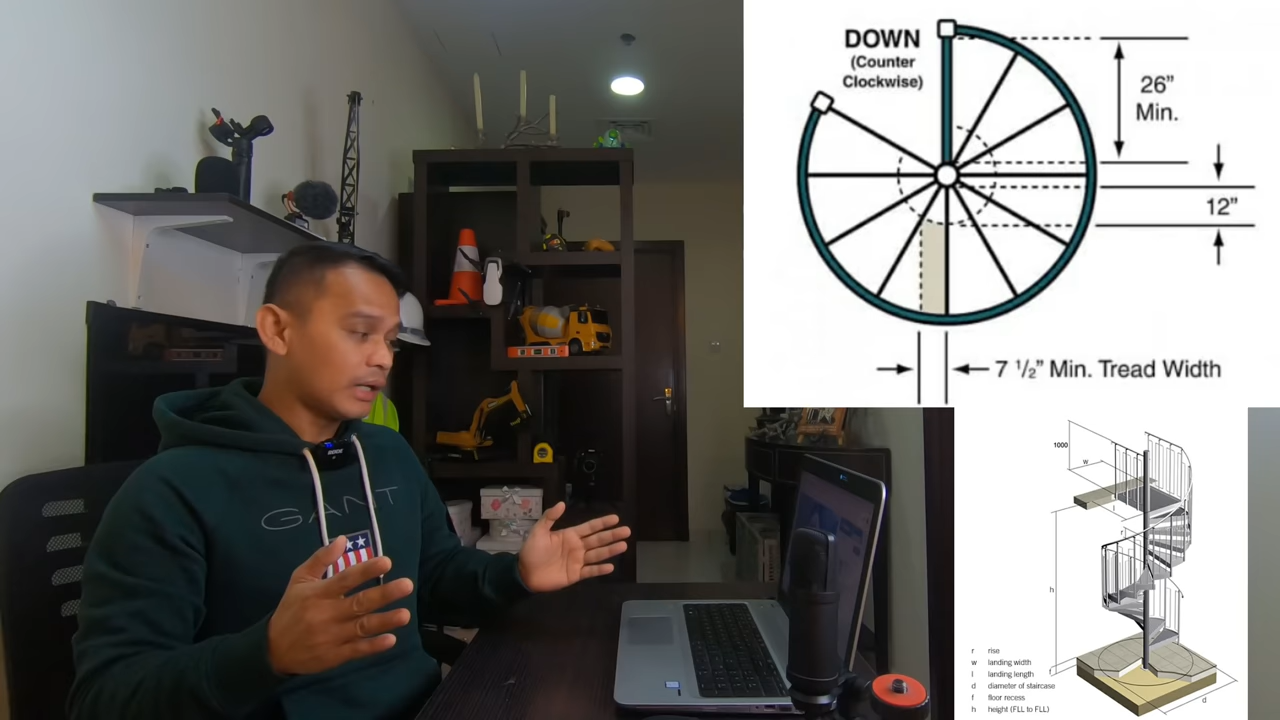 DOWN
(Counter
Clockwise)
26”
Min.
12”
7 1/2” Min. Tread Width
GANT
1000
w
l
r
h
f
d
r rise
w landing width
l landing length
d diameter of staircase
f floor recess
h height (FLL to FLL)